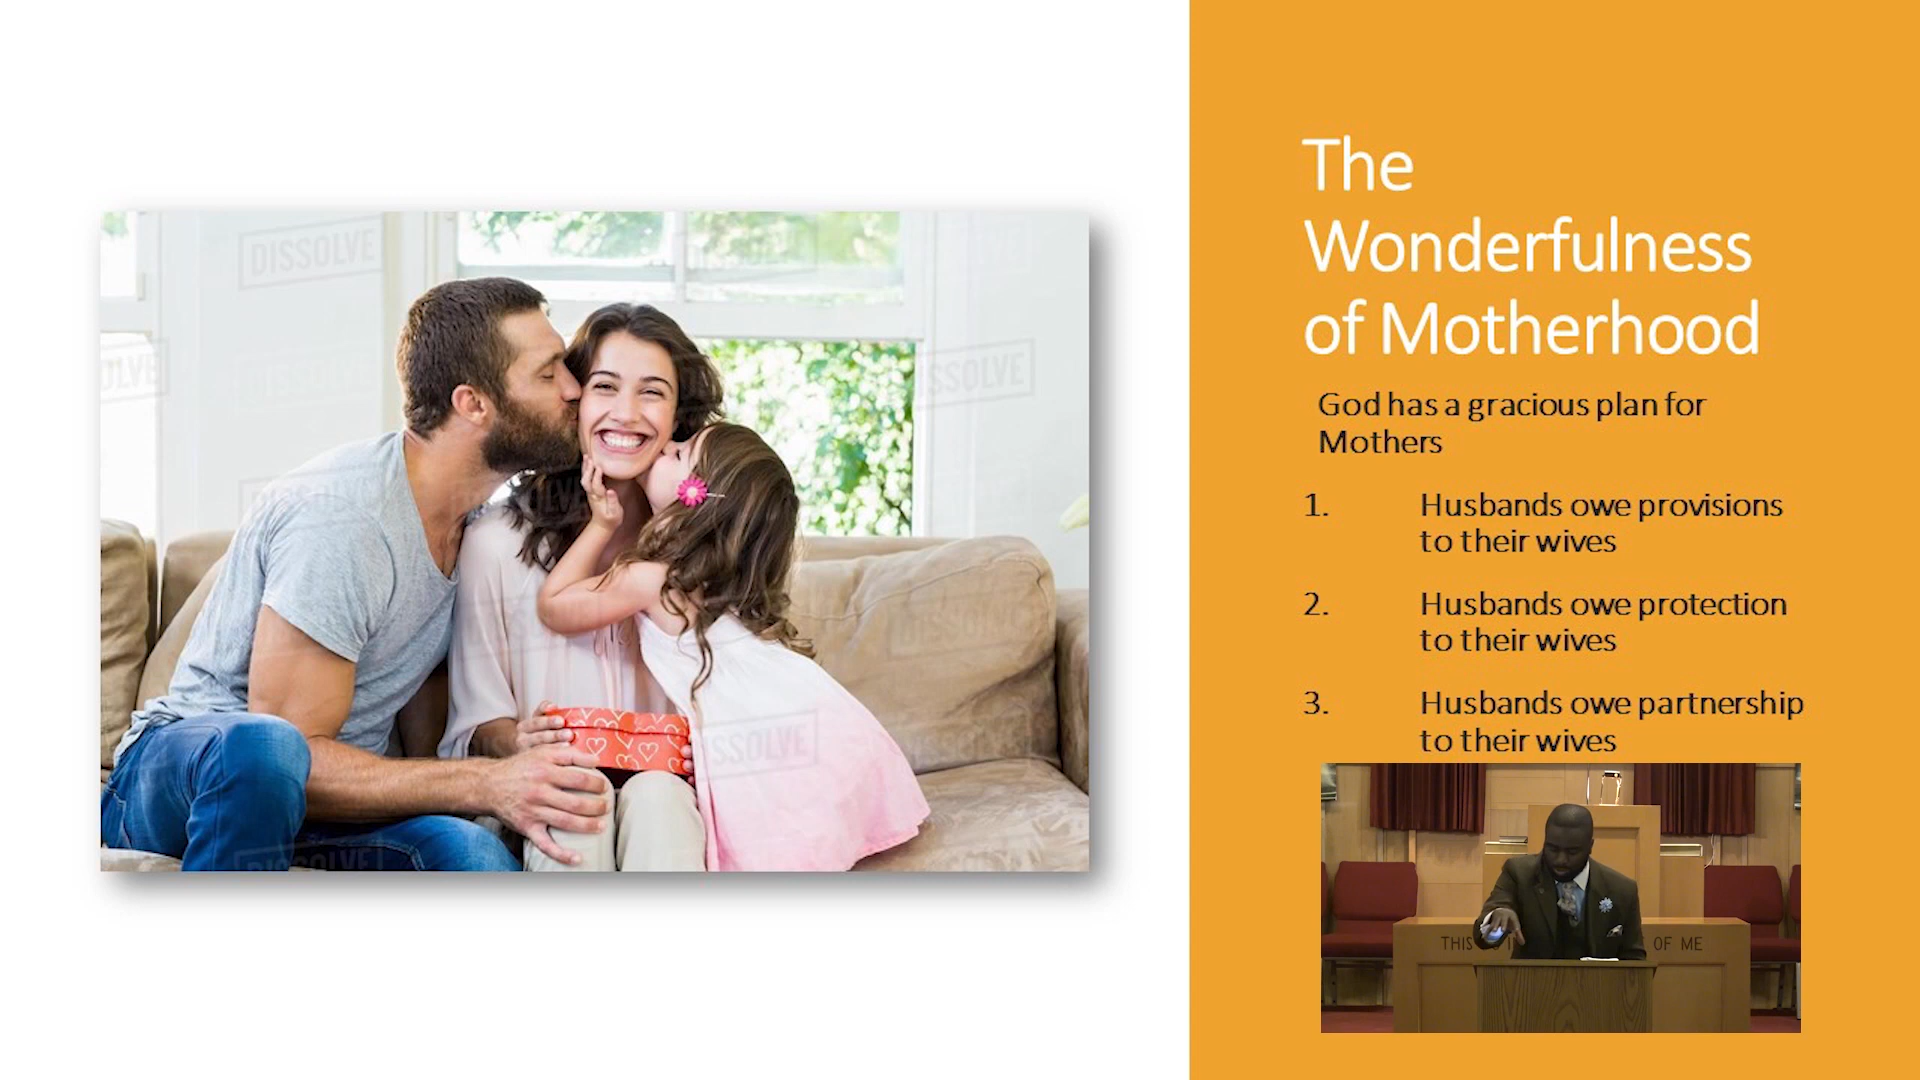 The
Wonderfulness
of Motherhood
God has a gracious plan for
Mothers
1. Husbands owe provisions
to their wives
2. Husbands owe protection
to their wives
3. Husbands owe partnership
to their wives
DISSOLVE
DISSOLVE
THIS OF ME